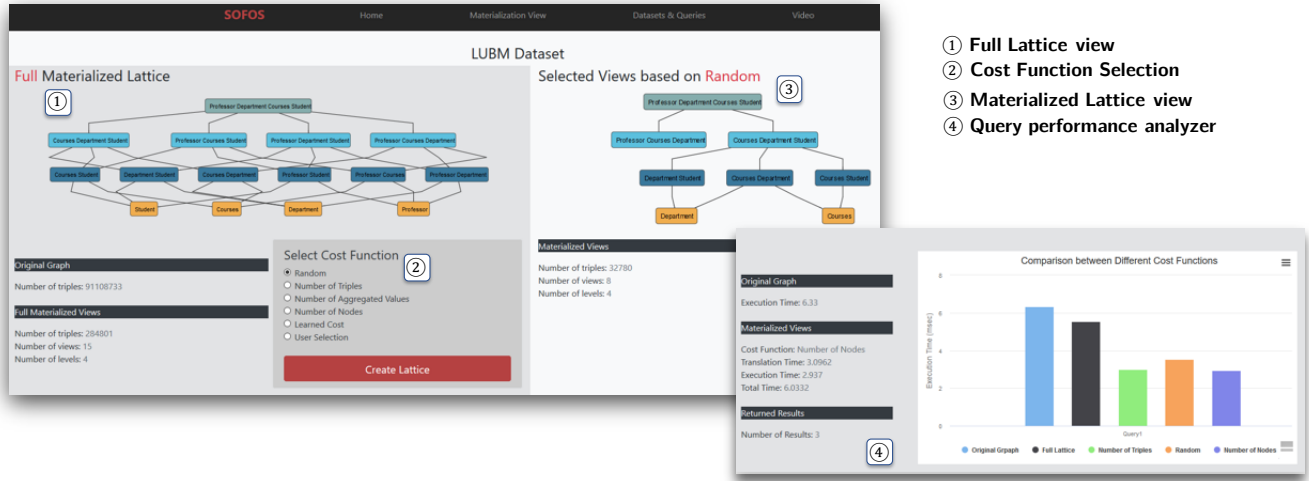 SOFOS Home Materialization View Datasets & Queries Video
LUBM Dataset
Full Materialized Lattice
①
Professor Department Courses Student
Courses Department Student Professor Courses Student Professor Department Student Professor Courses Department
Courses Student Department Student Courses Department Professor Student Professor Courses Professor Department
Student Courses Department Professor
Original Graph
Number of triples: 91108733
Full Materialized Views
Number of triples: 284801
Number of views: 15
Number of levels: 4
Select Cost Function
②
Random
Number of Triples
Number of Aggregated Values
Number of Nodes
Learned Cost
User Selection
Create Lattice
Selected Views based on Random
③
Professor Department Courses Student
Professor Courses Department Courses Department Student
Department Student Courses Department Courses Student
Department Courses
Materialized Views
Number of triples: 32780
Number of views: 8
Number of levels: 4
① Full Lattice view
② Cost Function Selection
③ Materialized Lattice view
④ Query performance analyzer
Original Graph
Execution Time: 6.33
Materialized Views
Cost Function: Number of Nodes
Translation Time: 3.0962
Execution Time: 2.937
Total Time: 6.0332
Returned Results
Number of Results: 3
④
Comparison between Different Cost Functions
Execution Time (msec)
8
6
4
2
0
Query1
Original Grpaph Full Lattice Number of Triples Random Number of Nodes